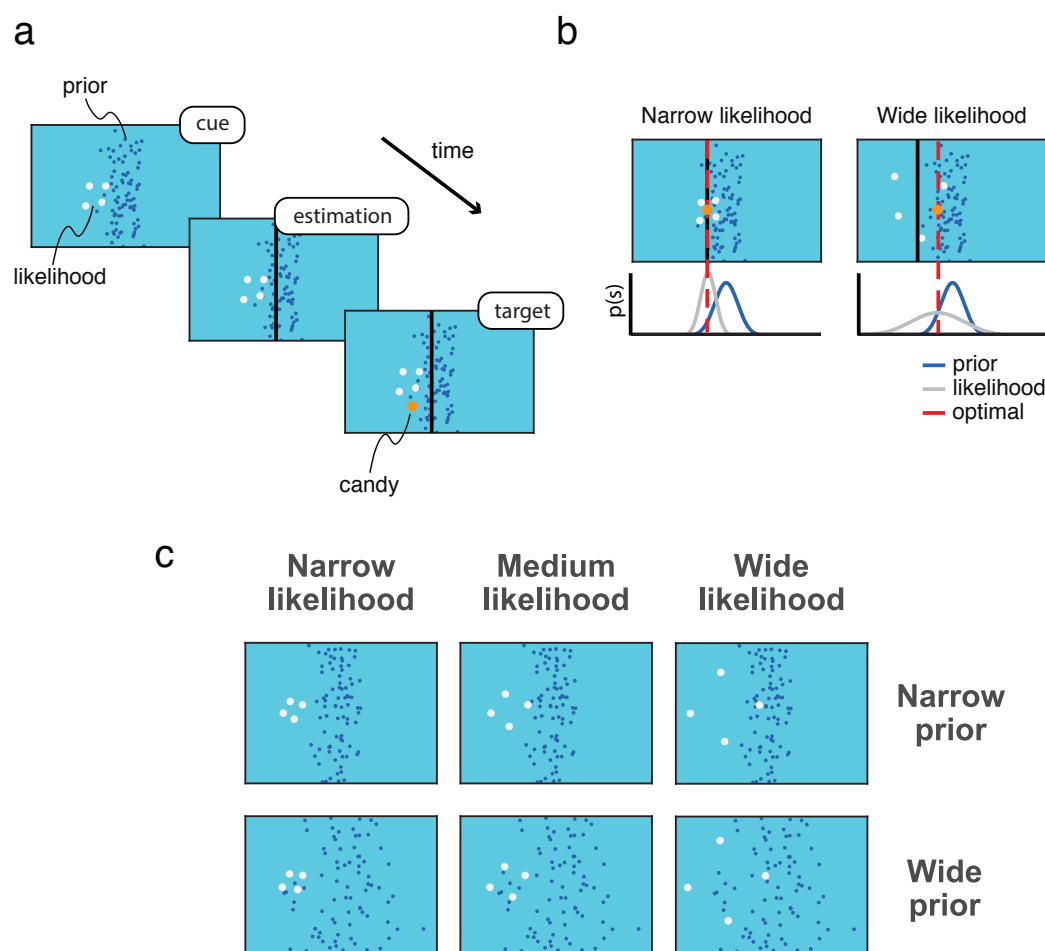 a
prior
cue
time
estimation
likelihood
target
candy
b
Narrow likelihood
Wide likelihood
p(s)
prior
likelihood
optimal
c
Narrow
likelihood
Medium
likelihood
Wide
likelihood
Narrow
prior
Wide
prior